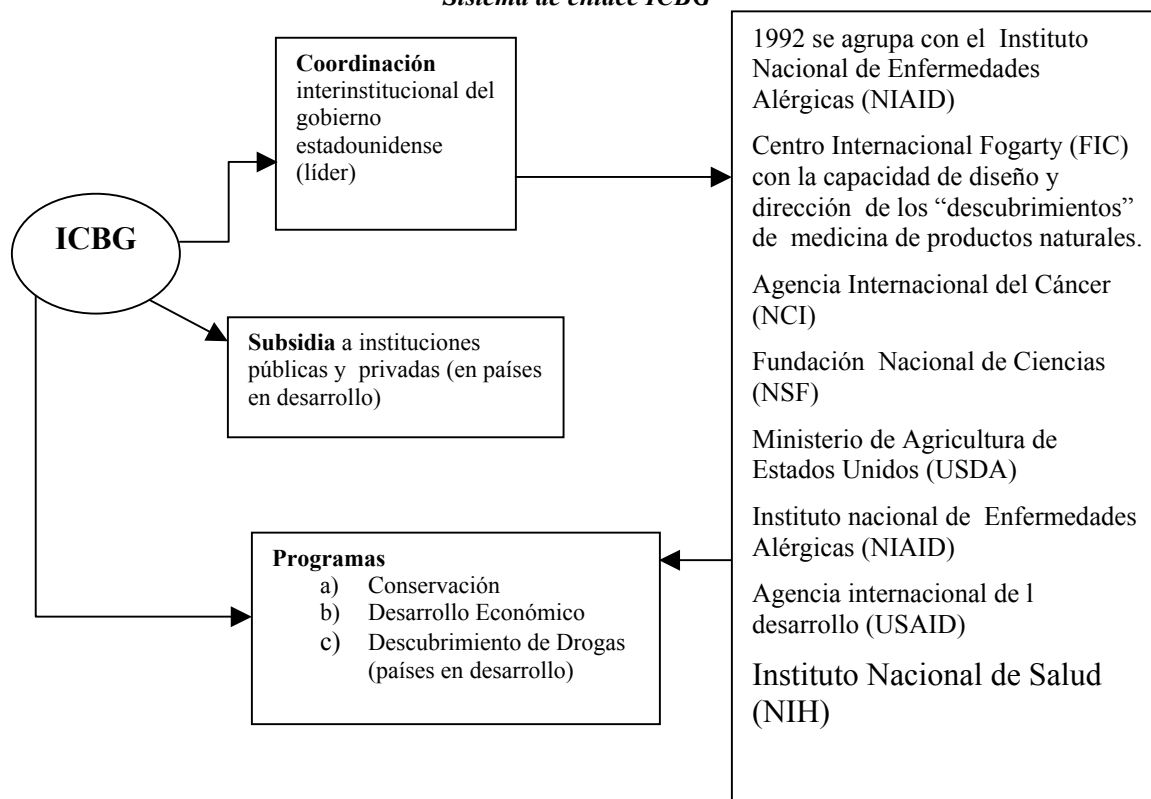 Sistema de enlace ICBG
ICBG
Coordinación
interinstitucional del
gobierno
estadounidense
(líder)
Subsidia a instituciones
públicas y privadas (en países
en desarrollo)
Programas
a) Conservación
b) Desarrollo Económico
c) Descubrimiento de Drogas
(países en desarrollo)
1992 se agrupa con el Instituto
Nacional de Enfermedades
Alérgicas (NIAID)
Centro Internacional Fogarty (FIC)
con la capacidad de diseño y
dirección de los “descubrimientos”
de medicina de productos naturales.
Agencia Internacional del Cáncer
(NCI)
Fundación Nacional de Ciencias
(NSF)
Ministerio de Agricultura de
Estados Unidos (USDA)
Instituto nacional de Enfermedades
Alérgicas (NIAID)
Agencia internacional de l
desarrollo (USAID)
Instituto Nacional de Salud
(NIH)